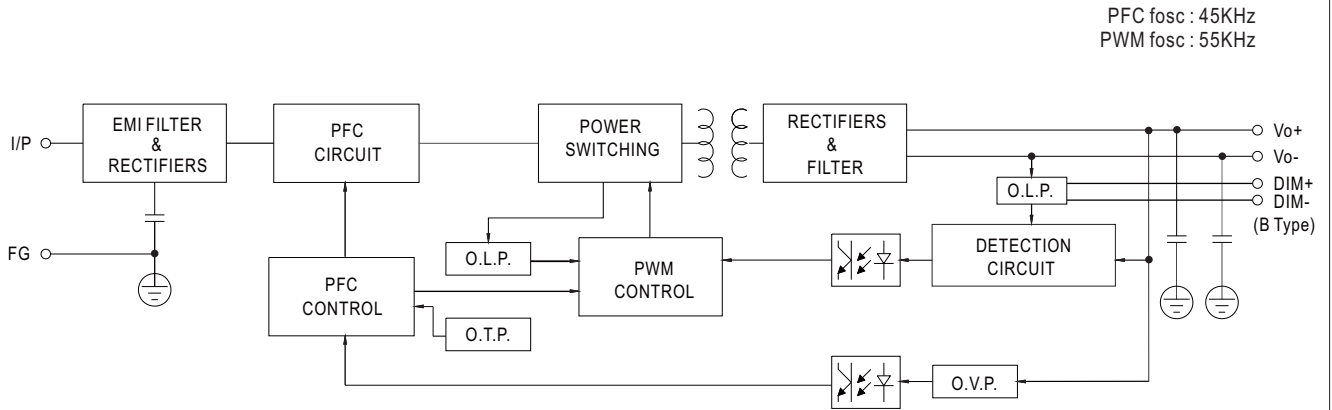 PFC fosc : 45KHz
PWM fosc : 55KHz
I/P
EMI FILTER
&
RECTIFIERS
PFC
CIRCUIT
POWER
SWITCHING
RECTIFIERS
&
FILTER
Vo+
Vo-
DIM+
DIM-
(B Type)
O.L.P.
FG
O.L.P.
PFC
CONTROL
PWM
CONTROL
DETECTION
CIRCUIT
O.T.P.
O.V.P.